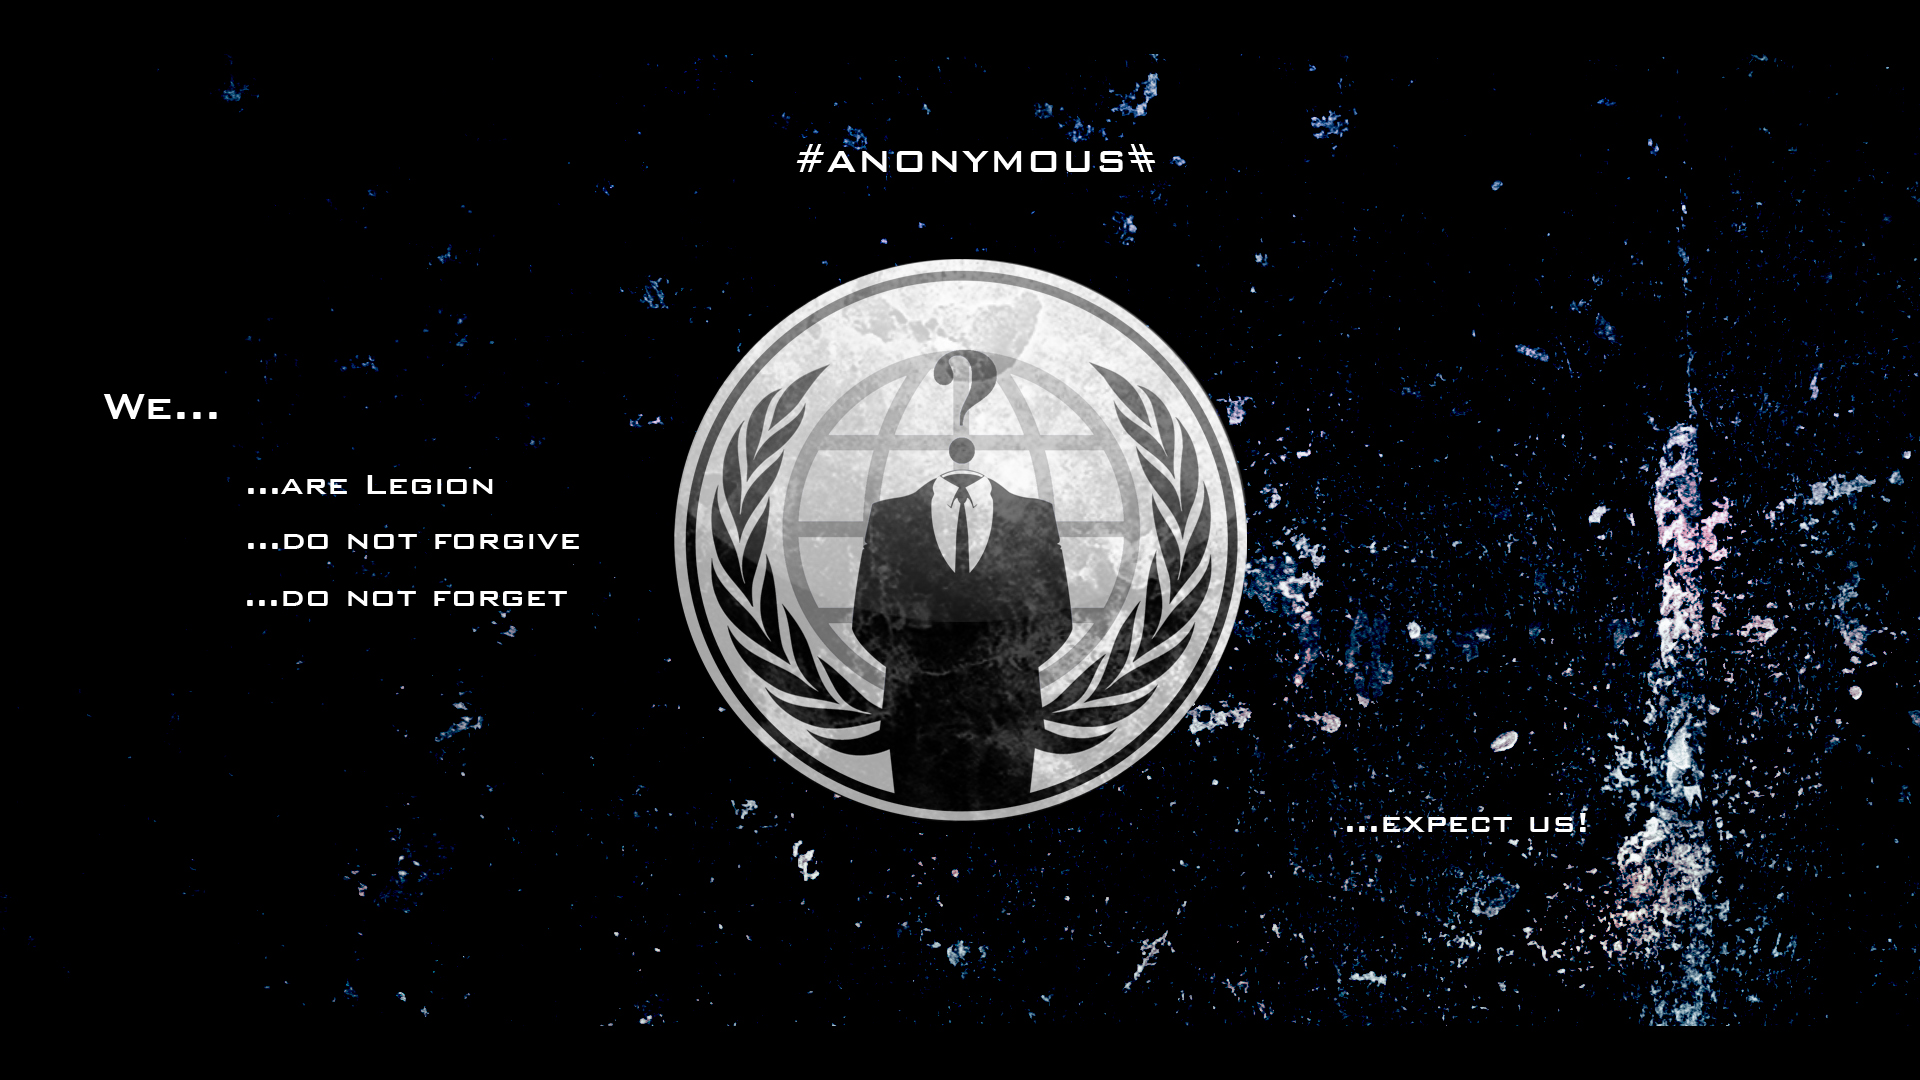 #ANONYMOUS#
We...
...are Legion
...do not forgive
...do not forget
?
...expect us!